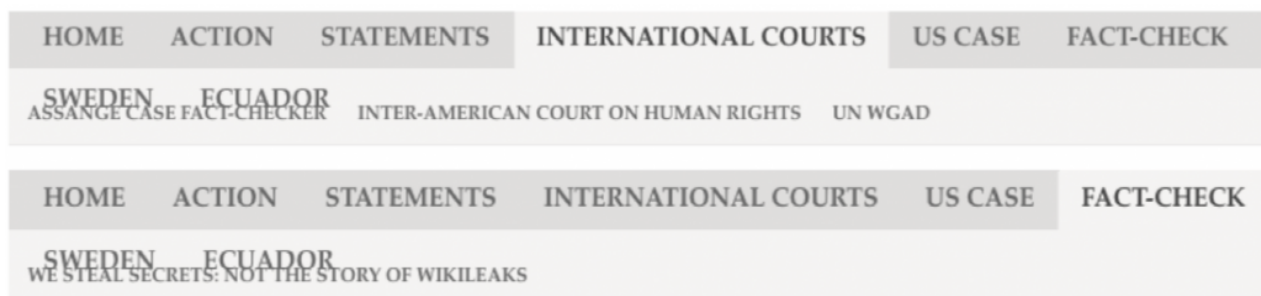 HOME ACTION STATEMENTS INTERNATIONAL COURTS US CASE FACT-CHECK
SWEDEN ECUADOR
ASSANGE CASE FACT-CHECKER INTER-AMERICAN COURT ON HUMAN RIGHTS UN WGAD
HOME ACTION STATEMENTS INTERNATIONAL COURTS US CASE FACT-CHECK
SWEDEN ECUADOR
WE STEAL SECRETS: NOT THE STORY OF WIKILEAKS